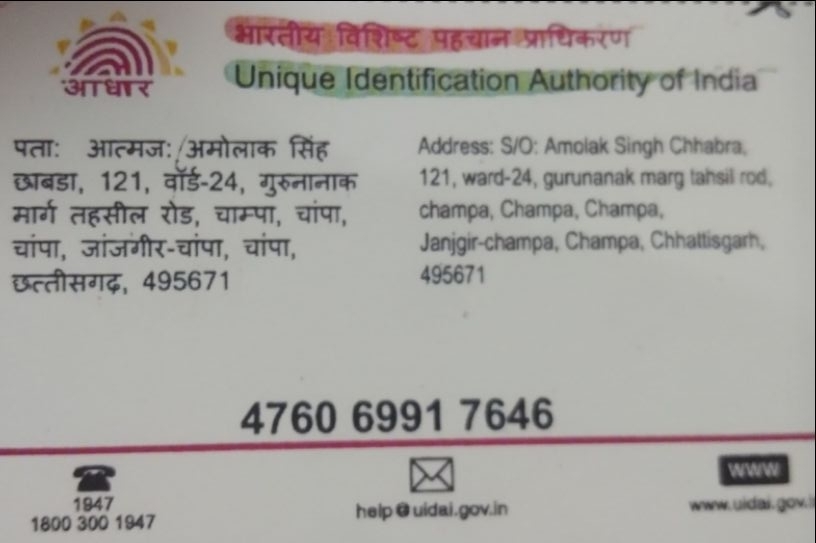 भारतीय विशिष्ट पहचान प्राधिकरण
Unique Identification Authority of India
आधार
पता: आत्मज: अमोलाक सिंह
छाबडा, 121, वॉर्ड-24, गुरुनानाक
मार्ग तहसील रोड, चाम्पा, चांपा,
चांपा, जांजगीर-चांपा, चांपा,
छत्तीसगढ़, 495671
Address: S/O: Amolak Singh Chhabra,
121, ward-24, gurunanak marg tahsil rod,
champa, Champa, Champa,
Janjgir-champa, Champa, Chhattisgarh,
495671
4760 6991 7646
1947
1800 300 1947
help@uidai.gov.in
www
www.uidai.gov.i